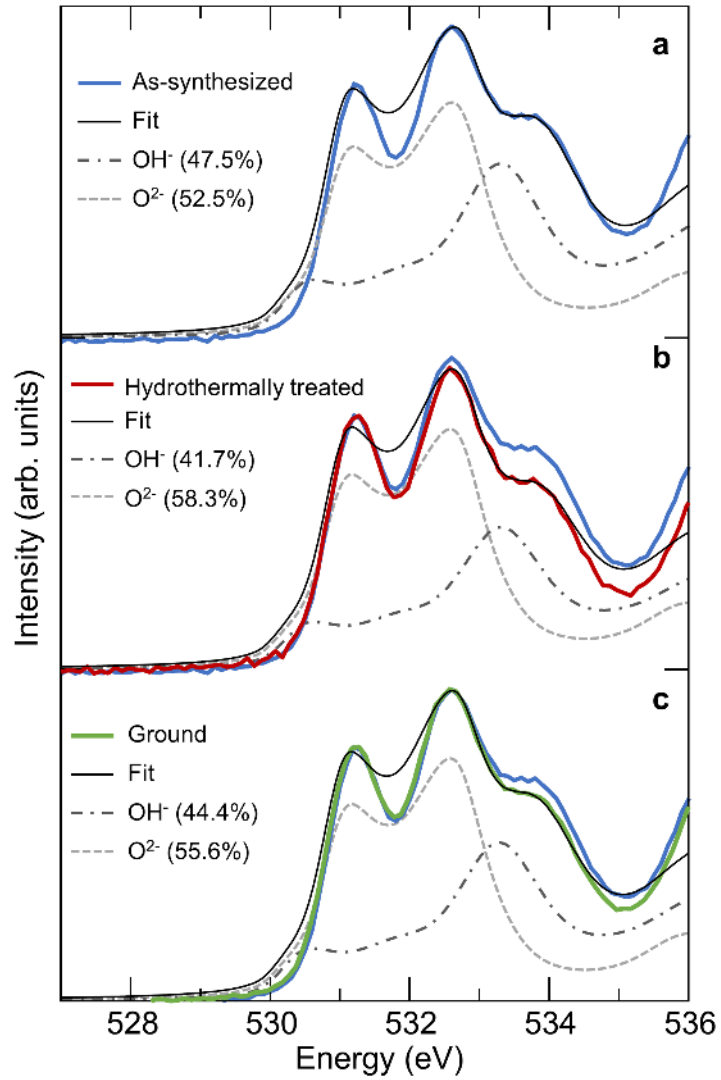 a
As-synthesized
Fit
OH⁻ (47.5%)
O²⁻ (52.5%)
b
Hydrothermally treated
Fit
OH⁻ (41.7%)
O²⁻ (58.3%)
c
Ground
Fit
OH⁻ (44.4%)
O²⁻ (55.6%)
Intensity (arb. units)
528 530 532 534 536
Energy (eV)